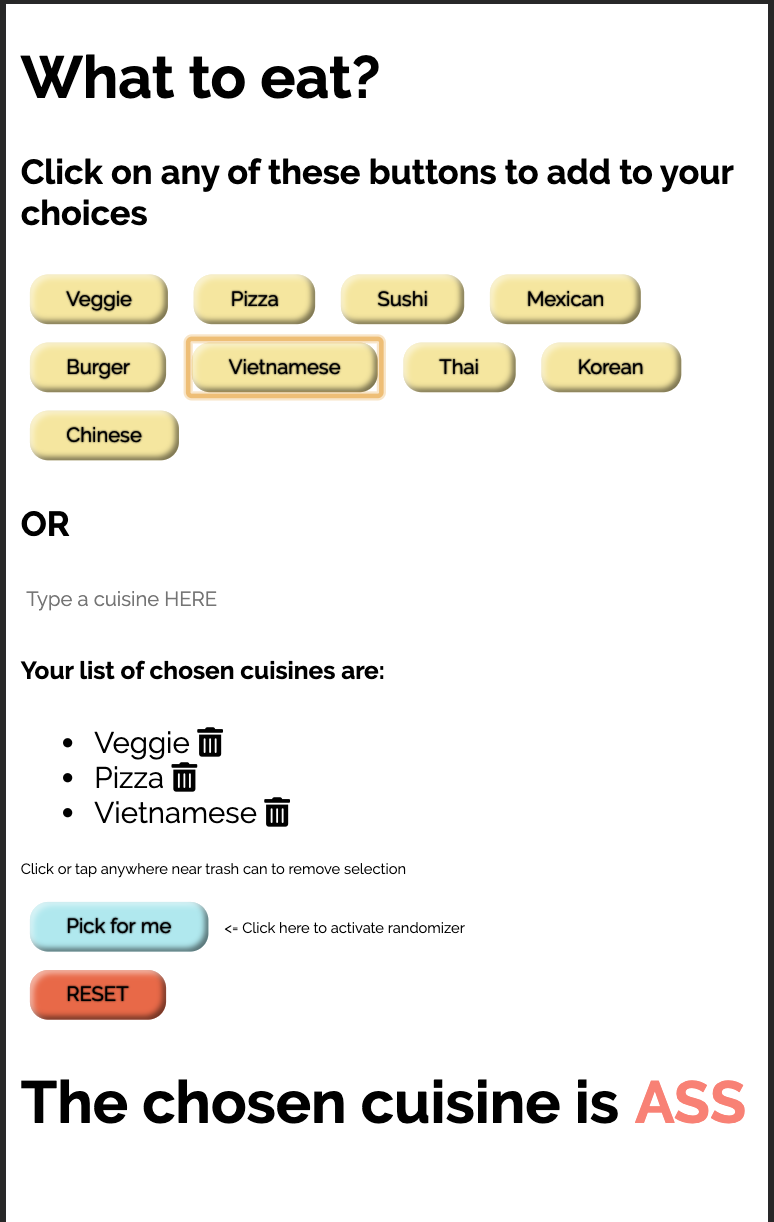 What to eat?
Click on any of these buttons to add to your
choices
Veggie Pizza Sushi Mexican
Burger Vietnamese Thai Korean
Chinese
OR
Type a cuisine HERE
Your list of chosen cuisines are:
• Veggie
• Pizza
• Vietnamese
Click or tap anywhere near trash can to remove selection
Pick for me <= Click here to activate randomizer
RESET
The chosen cuisine is ASS